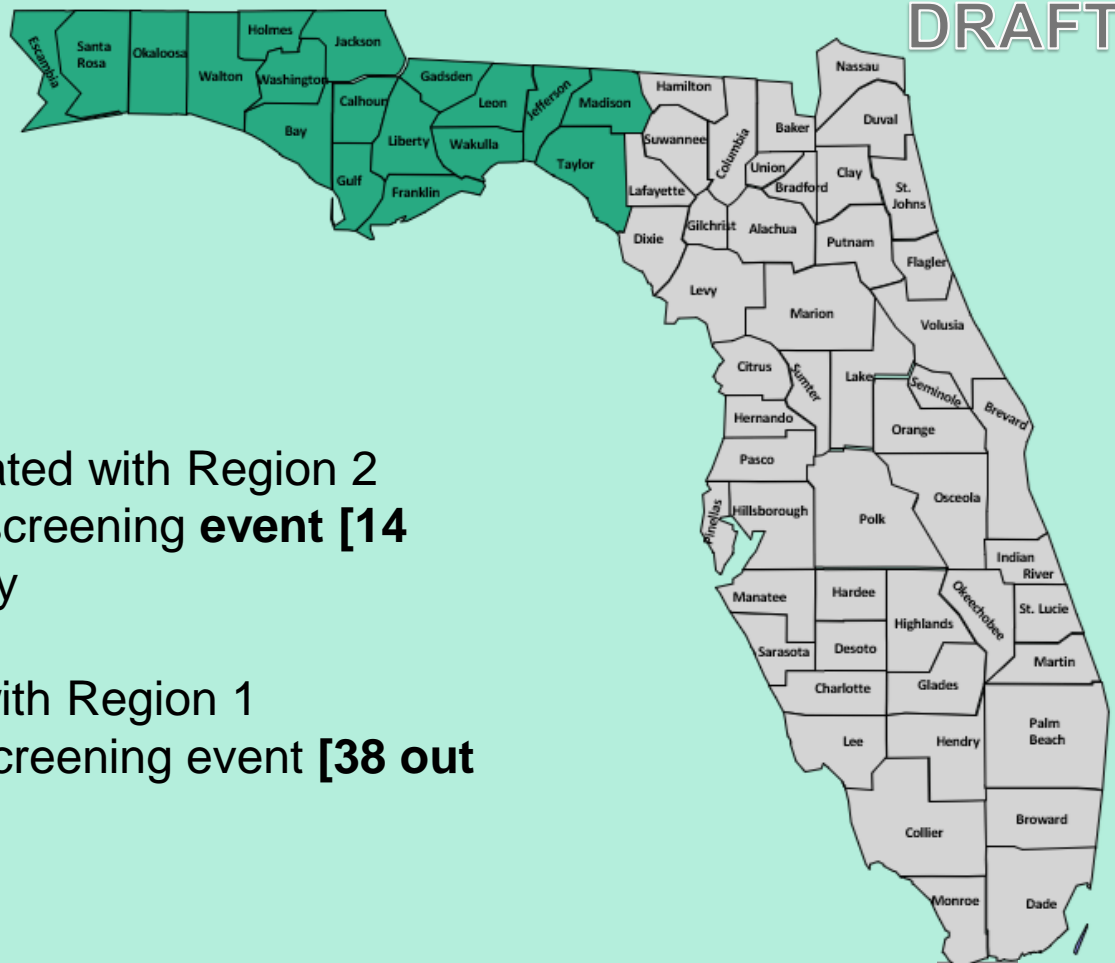 DRAFT
Nassau
Holmes
Jackson
Escambia
Santa
Rosa
Okaloosa
Walton
Washington
Gadsden
Hamilton
Calhoun
Leon
Jefferson
Madison
Baker
Duval
Bay
Liberty
Wakulla
Suwannee
Columbia
Taylor
Union
Bradford
Clay
Gulf
Franklin
Lafayette
St.
Johns
Dixie
Gilchrist
Alachua
Putnam
Flagler
Levy
Marion
Volusia
Citrus
Sumter
Lake
Seminole
Hernando
Orange
Brevard
Pasco
Osceola
Pinellas
Hillsborough
Polk
Indian
River
Manatee
Hardee
Highlands
Okeechobee
St. Lucie
Sarasota
Desoto
Martin
Charlotte
Glades
Lee
Hendry
Palm
Beach
Collier
Broward
Monroe
Dade
ated with Region 2
screening event [14
y
with Region 1
creening event [38 out